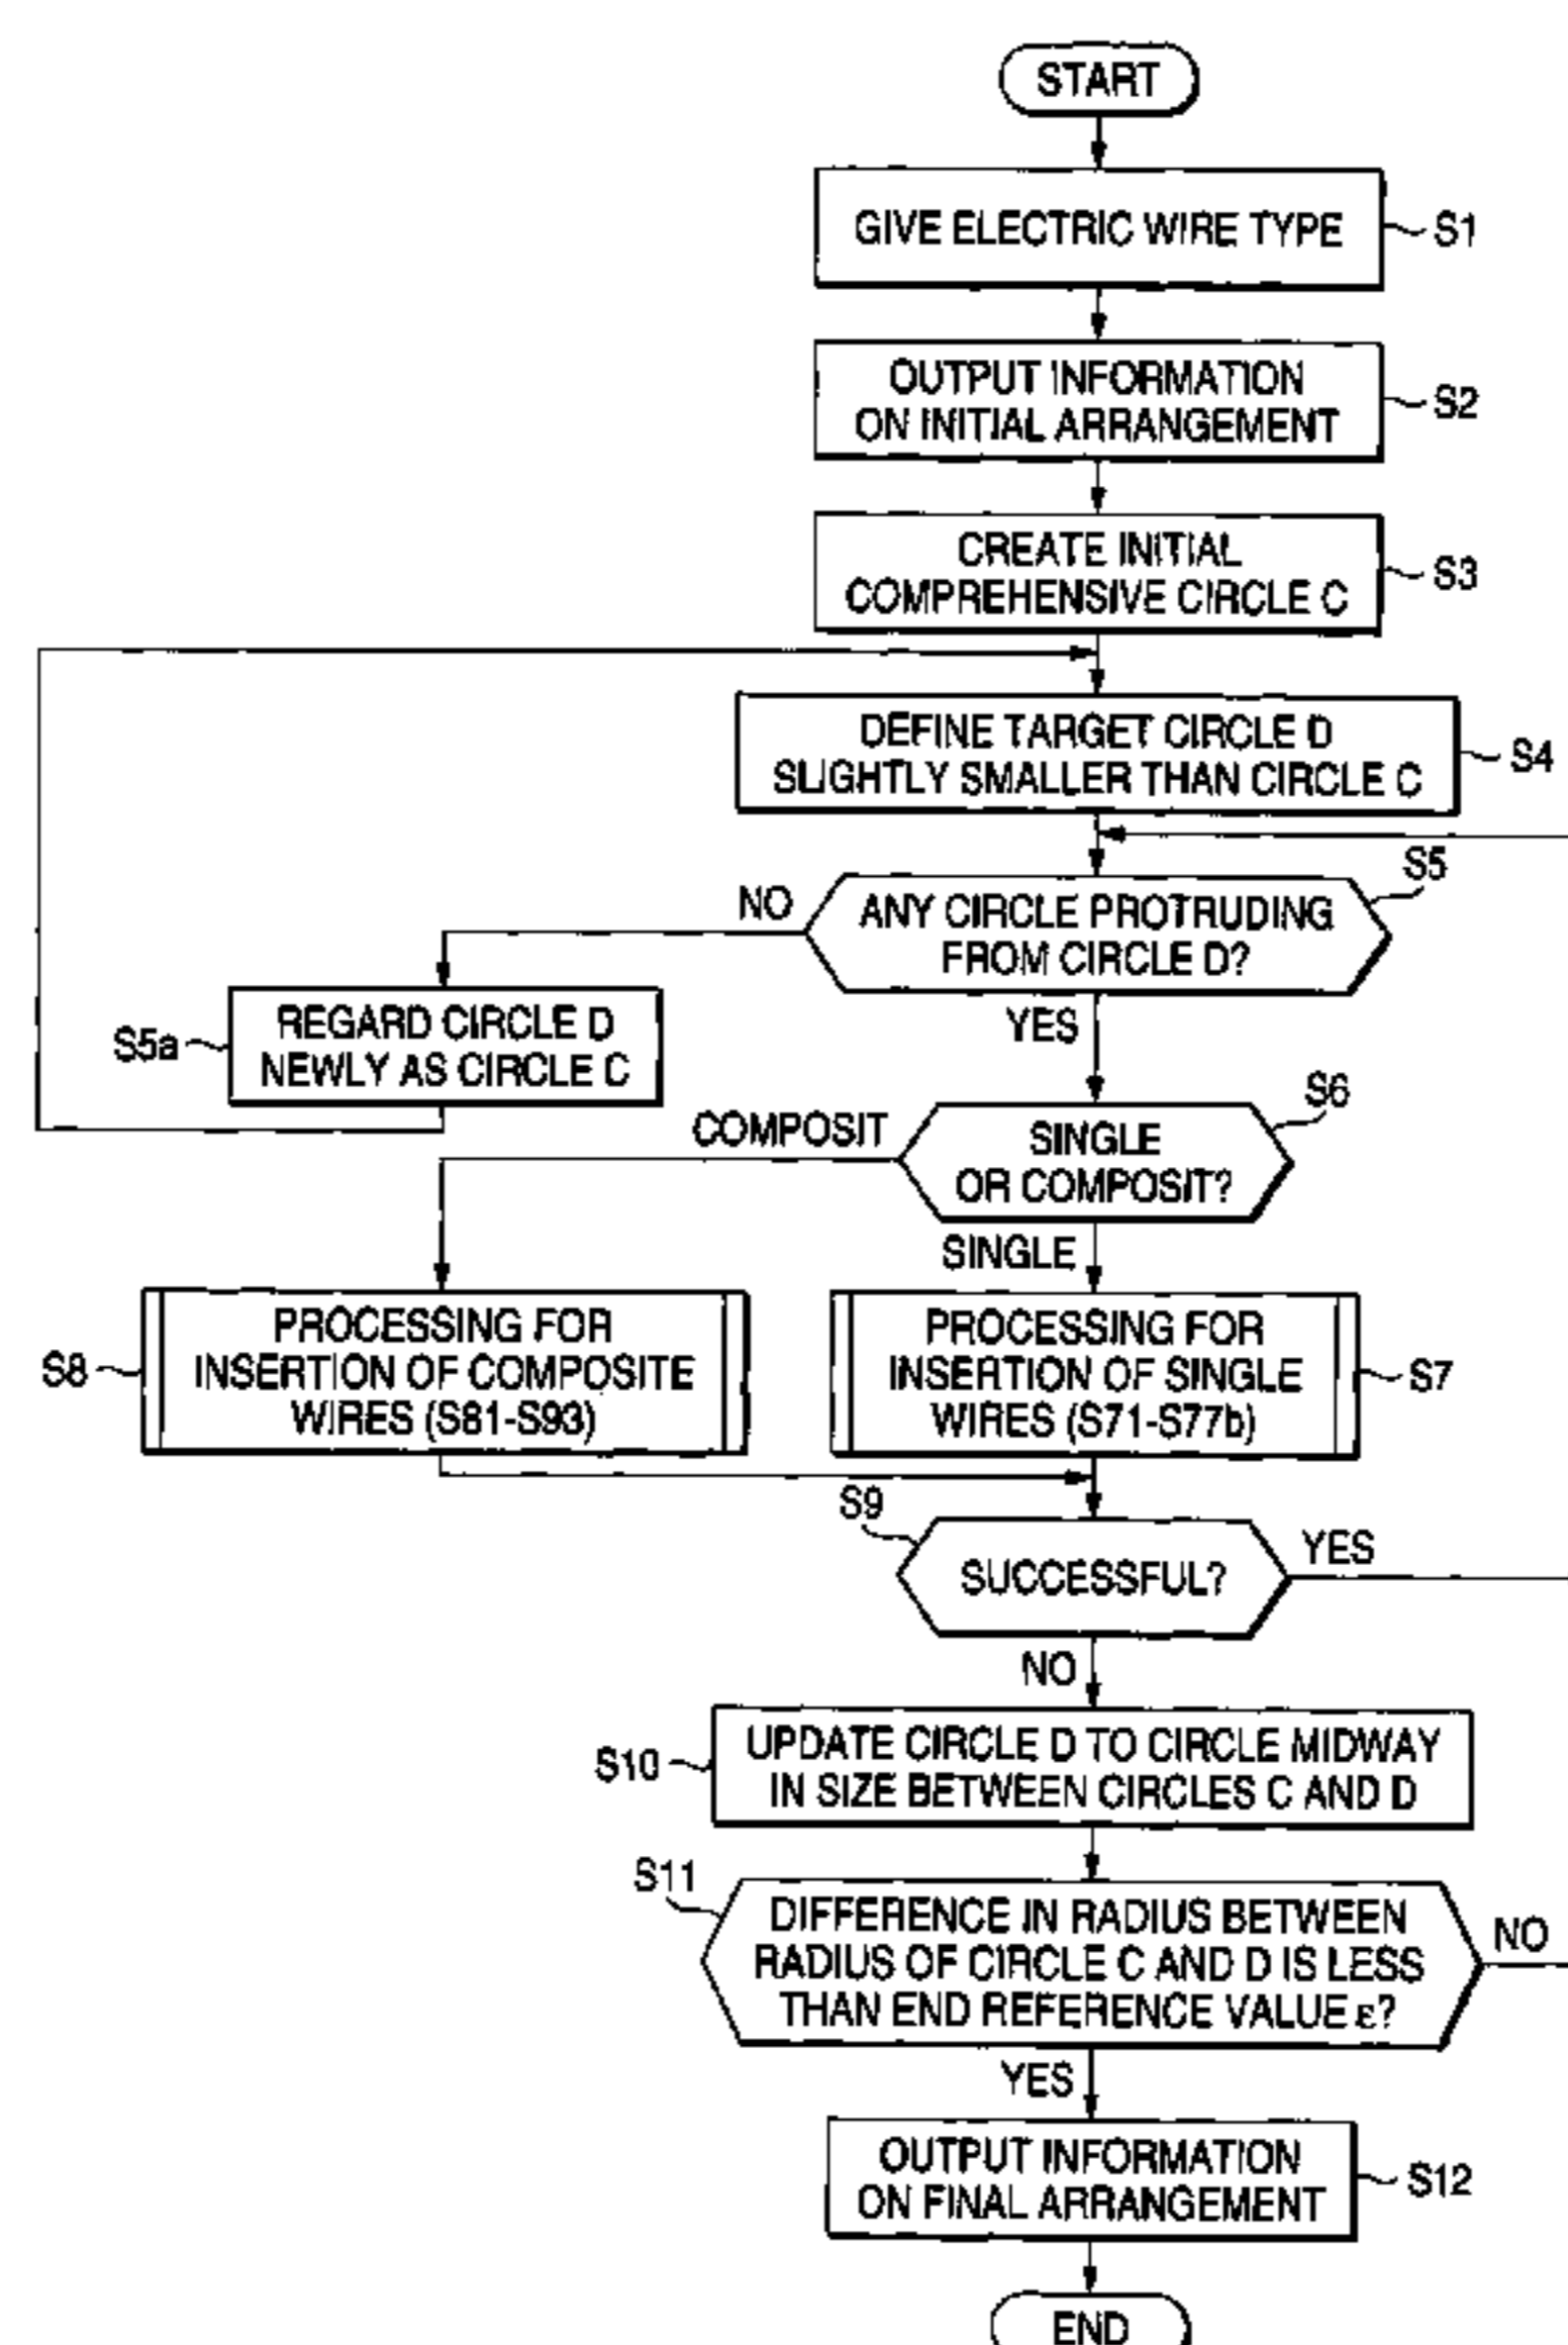 START
GIVE ELECTRIC WIRE TYPE
S1
OUTPUT INFORMATION
ON INITIAL ARRANGEMENT
S2
CREATE INITIAL
COMPREHENSIVE CIRCLE C
S3
DEFINE TARGET CIRCLE D
SLIGHTLY SMALLER THAN CIRCLE C
S4
S5
NO
ANY CIRCLE PROTRUDING
FROM CIRCLE D?
YES
S5a
REGARD CIRCLE D
NEWLY AS CIRCLE C
S6
COMPOSIT
SINGLE
OR COMPOSIT?
SINGLE
S8
PROCESSING FOR
INSERTION OF COMPOSITE
WIRES (S81-S93)
PROCESSING FOR
INSERTION OF SINGLE
WIRES (S71-S77b)
S7
S9
SUCCESSFUL?
YES
NO
S10
UPDATE CIRCLE D TO CIRCLE MIDWAY
IN SIZE BETWEEN CIRCLES C AND D
S11
DIFFERENCE IN RADIUS BETWEEN
RADIUS OF CIRCLE C AND D IS LESS
THAN END REFERENCE VALUE ε?
NO
YES
OUTPUT INFORMATION
ON FINAL ARRANGEMENT
S12
END